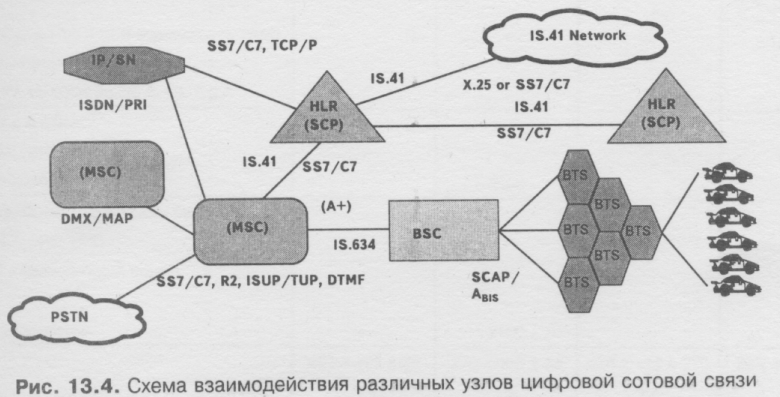 IS.41 Network
SS7/C7, TCP/P
IP/SN
IS.41
X.25 or SS7/C7
ISDN/PRI
HLR
(SCP)
IS.41
SS7/C7
HLR
(SCP)
IS.41
SS7/C7
(MSC)
DMX/MAP
(MSC)
(A+)
IS.634
BSC
BTS
BTS
BTS
BTS
BTS
BTS
SCAP/
ABIS
SS7/C7, R2, ISUP/TUP, DTMF
PSTN
Рис. 13.4. Схема взаимодействия различных узлов цифровой сотовой связи